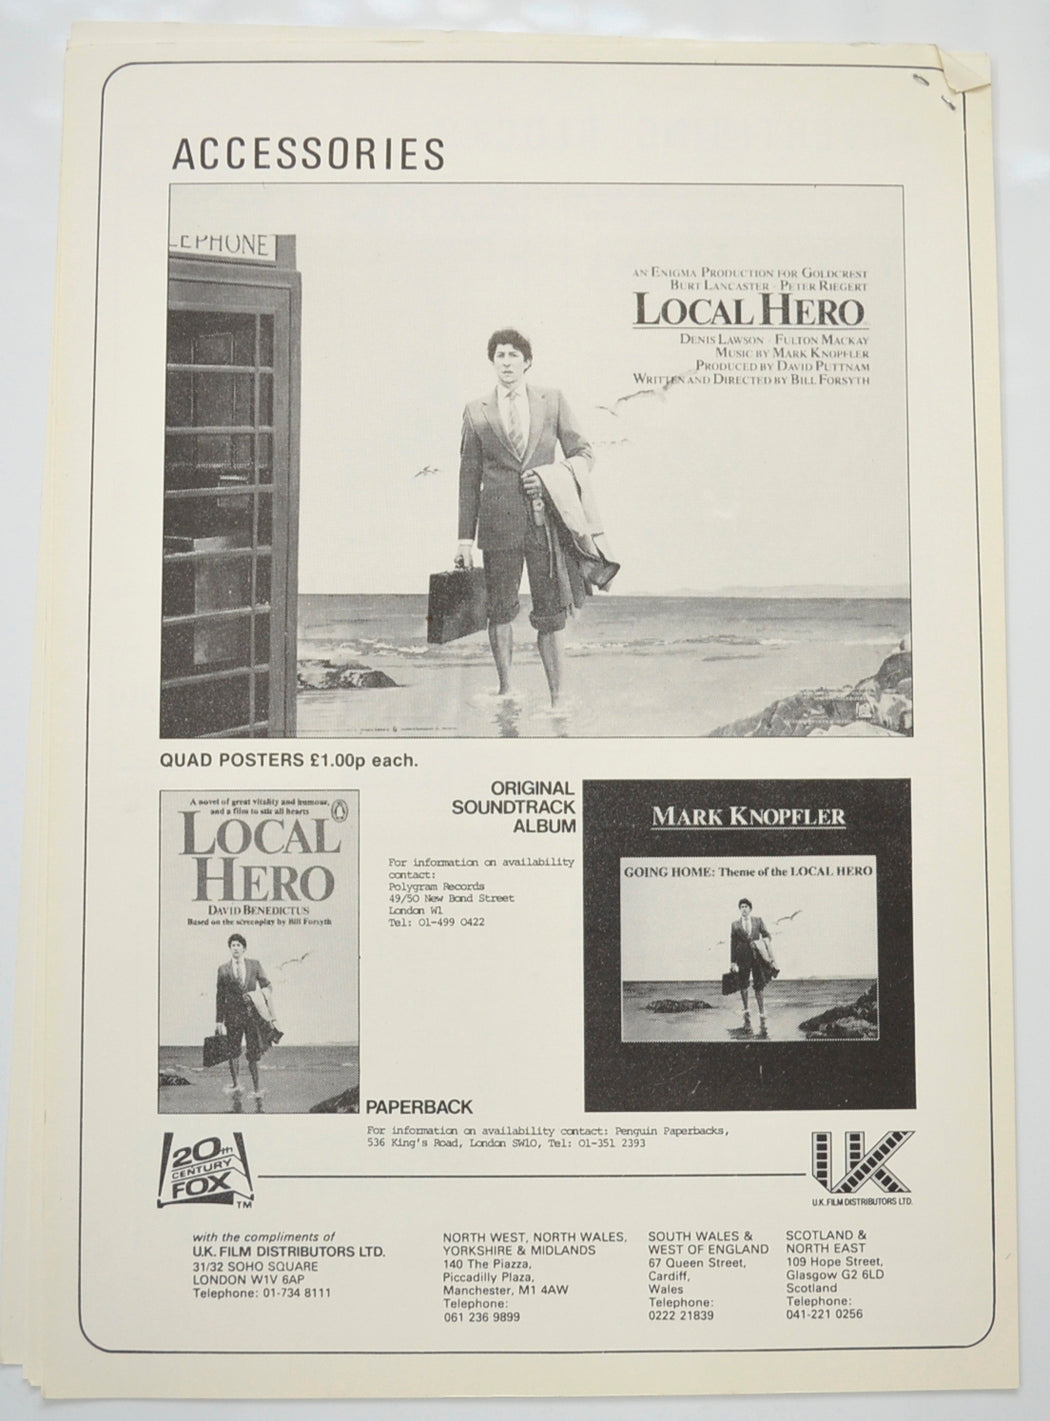 ACCESSORIES
LEPHONE
AN ENIGMA PRODUCTION FOR GOLDCREST
BURT LANCASTER · PETER RIEGERT
LOCAL HERO
DENIS LAWSON · FULTON MACKAY
MUSIC BY MARK KNOPFLER
PRODUCED BY DAVID PUTTNAM
WRITTEN AND DIRECTED BY BILL FORSYTH
QUAD POSTERS £1.00p each.
A novel of great vitality and humour,
and a film to stir all hearts
LOCAL
HERO
DAVID BENEDICTUS
Based on the screenplay by Bill Forsyth
ORIGINAL
SOUNDTRACK
ALBUM
For information on availability
contact:
Polygram Records
49/50 New Bond Street
London W1
Tel: 01-499 0422
MARK KNOPFLER
GOING HOME: Theme of the LOCAL HERO
PAPERBACK
For information on availability contact: Penguin Paperbacks,
536 King's Road, London SW10, Tel: 01-351 2393
20th
CENTURY
FOX
TM
UK
U.K. FILM DISTRIBUTORS LTD.
with the compliments of
U.K. FILM DISTRIBUTORS LTD.
31/32 SOHO SQUARE
LONDON W1V 6AP
Telephone: 01-734 8111
NORTH WEST, NORTH WALES,
YORKSHIRE & MIDLANDS
140 The Piazza,
Piccadilly Plaza,
Manchester, M1 4AW
Telephone:
061 236 9899
SOUTH WALES &
WEST OF ENGLAND
67 Queen Street,
Cardiff,
Wales
Telephone:
0222 21839
SCOTLAND &
NORTH EAST
109 Hope Street,
Glasgow G2 6LD
Scotland
Telephone:
041-221 0256